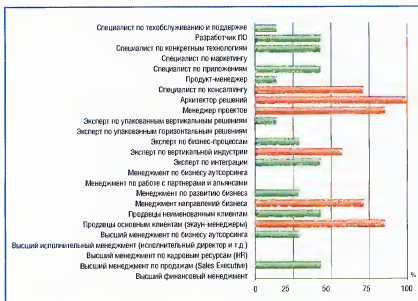 Специалист по техобслуживанию и поддержке
Разработчик ПО
Специалист по конкретным технологиям
Специалист по маркетингу
Специалист по приложениям
Продукт-менеджер
Специалист по консалтингу
Архитектор решений
Менеджер проектов
Эксперт по упакованным вертикальным решениям
Эксперт по упакованным горизонтальным решениям
Эксперт по бизнес-процессам
Эксперт по вертикальной индустрии
Эксперт по интеграции
Менеджмент по бизнесу аутсорсинга
Менеджмент по работе с партнерами и альянсами
Менеджмент по развитию бизнеса
Менеджмент направлений бизнеса
Продавцы неименованным клиентам
Продавцы основным клиентам (экаун-менеджеры)
Высший менеджмент по бизнесу аутсорсинга
Высший исполнительный менеджмент (исполнительный директор и т.д.)
Высший менеджмент по кадровым ресурсам (HR)
Высший менеджмент по продажам (Sales Executive)
Высший финансовый менеджмент
0 25 50 75 100 %